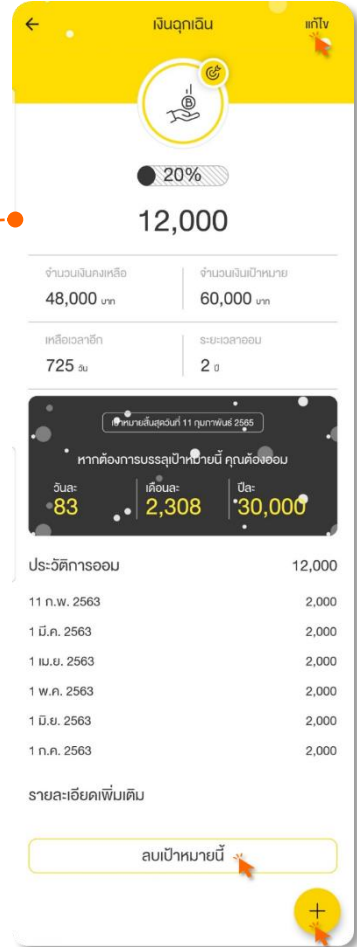 เงินฉุกเฉิน แก้ไข
20%
12,000
จำนวนเงินคงเหลือ จำนวนเงินเป้าหมาย
48,000 บาท 60,000 บาท
เหลือเวลาอีก ระยะเวลาออม
725 วัน 2 ปี
เป้าหมายสิ้นสุดวันที่ 11 กุมภาพันธ์ 2565
หากต้องการบรรลุเป้าหมายนี้ คุณต้องออม
วันละ เดือนละ ปีละ
83 2,308 30,000
ประวัติการออม 12,000
11 ก.พ. 2563 2,000
1 มี.ค. 2563 2,000
1 เม.ย. 2563 2,000
1 พ.ค. 2563 2,000
1 มิ.ย. 2563 2,000
1 ก.ค. 2563 2,000
รายละเอียดเพิ่มเติม
ลบเป้าหมายนี้
+